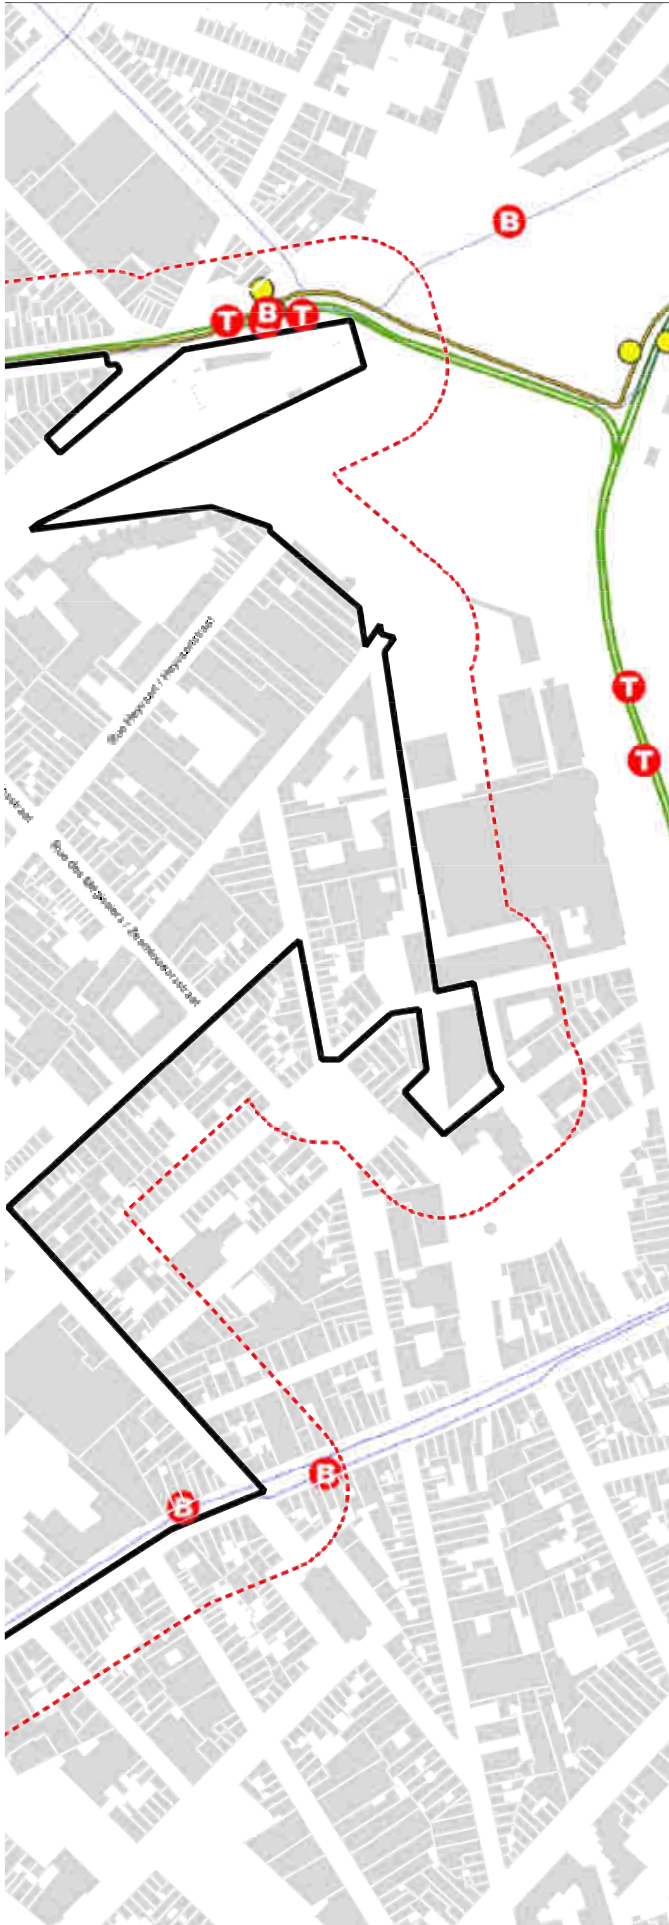 B
T B T
T
Rue Heyvaert / Heyvaertstraat
T
Rue des Mégissiers / Zeemtouwersstraat
B
B